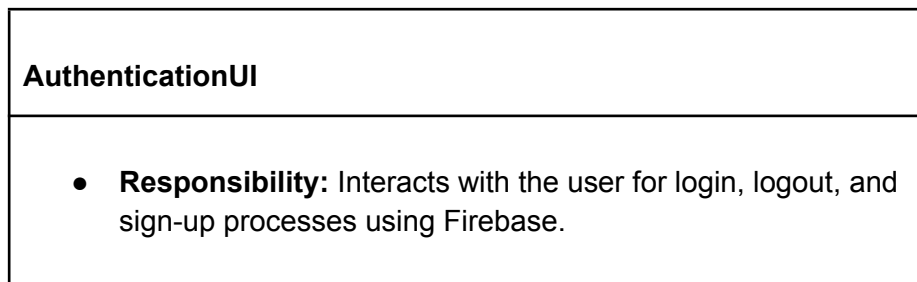 AuthenticationUI
● Responsibility: Interacts with the user for login, logout, and
sign-up processes using Firebase.